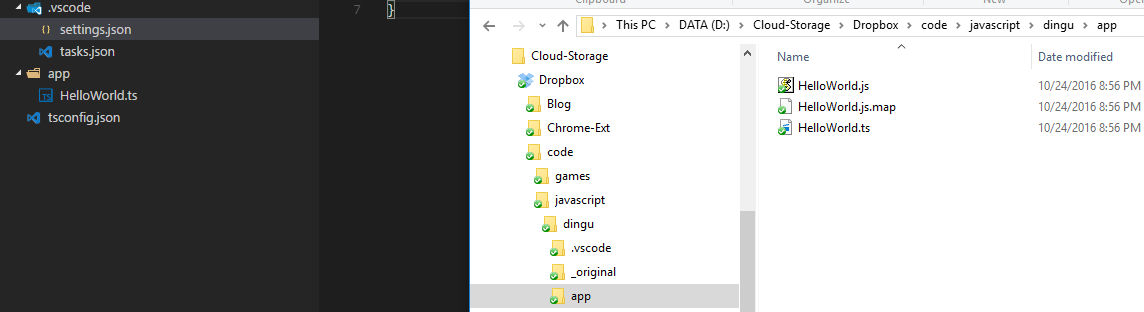 .vscode
{} settings.json
tasks.json
app
TS HelloWorld.ts
tsconfig.json
7 }
This PC > DATA (D:) > Cloud-Storage > Dropbox > code > javascript > dingu > app
Cloud-Storage
Dropbox
Blog
Chrome-Ext
code
games
javascript
dingu
.vscode
_original
app
Name Date modified
HelloWorld.js 10/24/2016 8:56 PM
HelloWorld.js.map 10/24/2016 8:56 PM
HelloWorld.ts 10/24/2016 8:56 PM